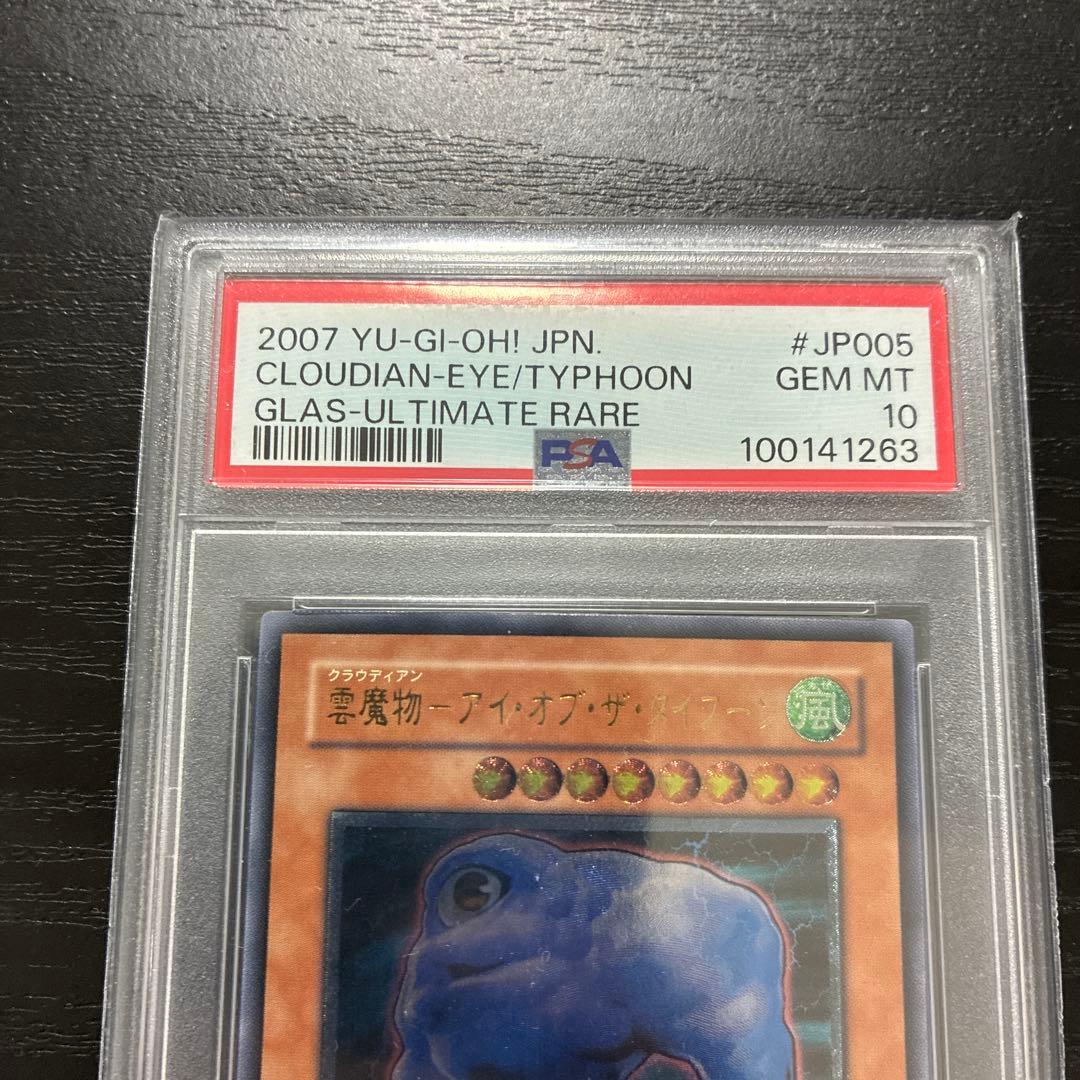 2007 YU-GI-OH! JPN. #JP005
CLOUDIAN-EYE/TYPHOON GEM MT
GLAS-ULTIMATE RARE 10
PSA 100141263
クラウディアン
雲魔物－アイ・オブ・ザ・タイフーン 風